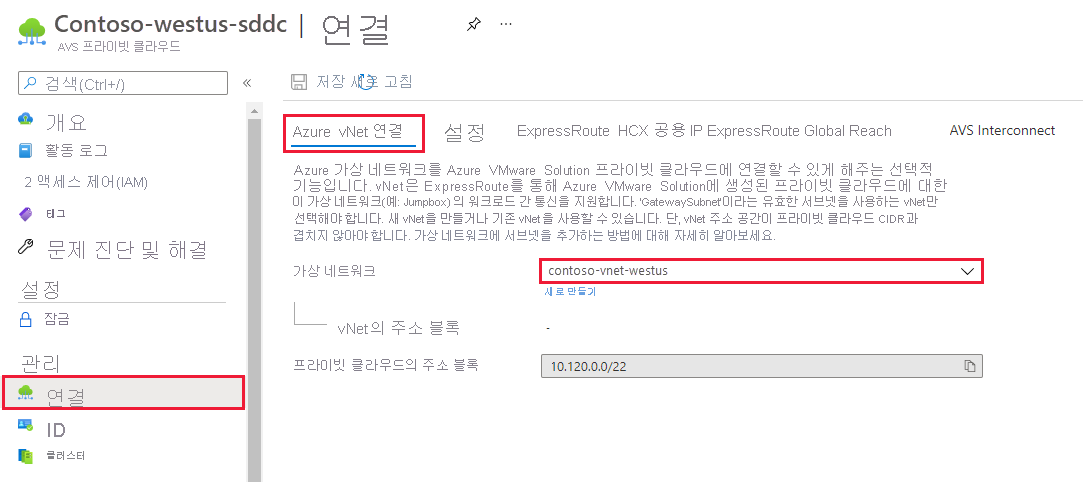 Contoso-westus-sddc | 연결
AVS 프라이빗 클라우드
검색(Ctrl+/)
개요
활동 로그
2 액세스 제어(IAM)
태그
문제 진단 및 해결
설정
잠금
관리
연결
ID
클러스터
저장 새로 고침
Azure vNet 연결 설정 ExpressRoute HCX 공용 IP ExpressRoute Global Reach AVS Interconnect
Azure 가상 네트워크를 Azure VMware Solution 프라이빗 클라우드에 연결할 수 있게 해주는 선택적
기능입니다. vNet은 ExpressRoute를 통해 Azure VMware Solution에 생성된 프라이빗 클라우드에 대한
이 가상 네트워크(예: Jumpbox)의 워크로드 간 통신을 지원합니다. 'GatewaySubnet'이라는 유효한 서브넷을 사용하는 vNet만
선택해야 합니다. 새 vNet을 만들거나 기존 vNet을 사용할 수 있습니다. 단, vNet 주소 공간이 프라이빗 클라우드 CIDR과
겹치지 않아야 합니다. 가상 네트워크에 서브넷을 추가하는 방법에 대해 자세히 알아보세요.
가상 네트워크
contoso-vnet-westus
새로 만들기
vNet의 주소 블록
-
프라이빗 클라우드의 주소 블록
10.120.0.0/22